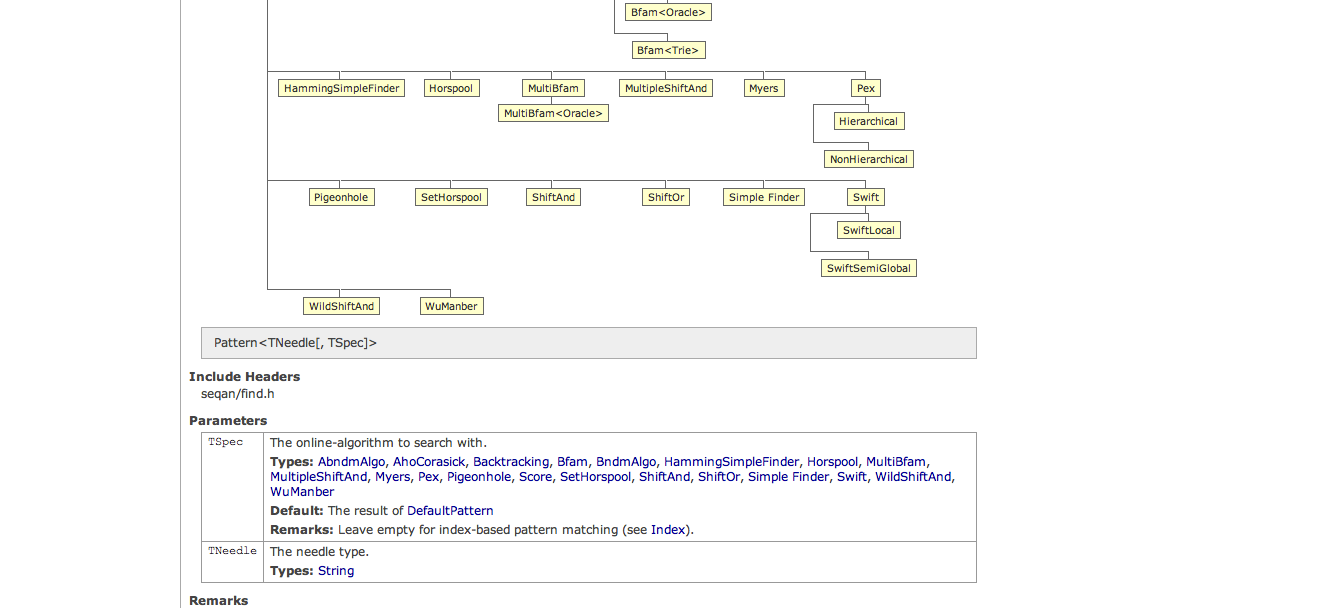 Bfam<Oracle>
Bfam<Trie>
HammingSimpleFinder Horspool MultiBfam MultipleShiftAnd Myers Pex
MultiBfam<Oracle>
Hierarchical
NonHierarchical
Pigeonhole SetHorspool ShiftAnd ShiftOr Simple Finder Swift
SwiftLocal
SwiftSemiGlobal
WildShiftAnd WuManber
Pattern<TNeedle[, TSpec]>
Include Headers
seqan/find.h
Parameters
TSpec The online-algorithm to search with.
Types: AbndmAlgo, AhoCorasick, Backtracking, Bfam, BndmAlgo, HammingSimpleFinder, Horspool, MultiBfam,
MultipleShiftAnd, Myers, Pex, Pigeonhole, Score, SetHorspool, ShiftAnd, ShiftOr, Simple Finder, Swift, WildShiftAnd,
WuManber
Default: The result of DefaultPattern
Remarks: Leave empty for index-based pattern matching (see Index).
TNeedle The needle type.
Types: String
Remarks